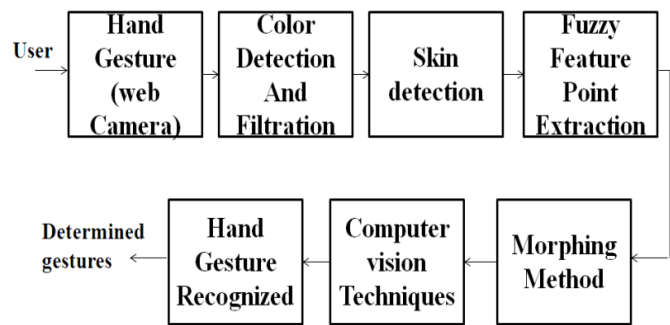 User
Hand
Gesture
(web
Camera)
Color
Detection
And
Filtration
Skin
detection
Fuzzy
Feature
Point
Extraction
Determined
gestures
Hand
Gesture
Recognized
Computer
vision
Techniques
Morphing
Method